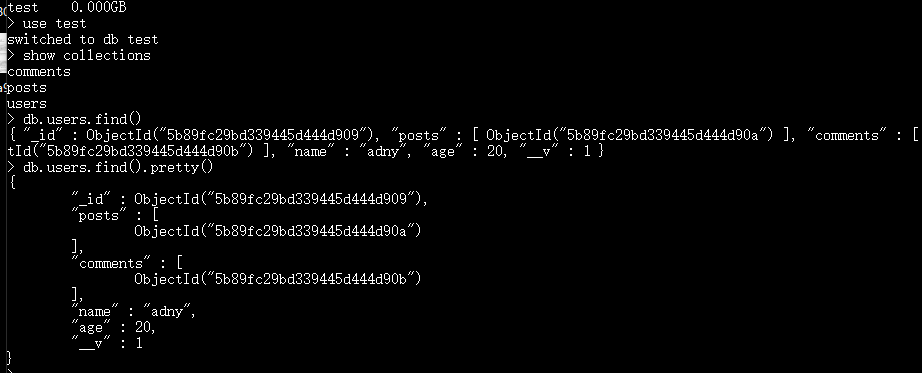 test    0.000GB
> use test
switched to db test
> show collections
comments
posts
users
> db.users.find()
{ "_id" : ObjectId("5b89fc29bd339445d444d909"), "posts" : [ ObjectId("5b89fc29bd339445d444d90a") ], "comments" : [
tId("5b89fc29bd339445d444d90b") ], "name" : "adny", "age" : 20, "__v" : 1 }
> db.users.find().pretty()
{
        "_id" : ObjectId("5b89fc29bd339445d444d909"),
        "posts" : [
                ObjectId("5b89fc29bd339445d444d90a")
        ],
        "comments" : [
                ObjectId("5b89fc29bd339445d444d90b")
        ],
        "name" : "adny",
        "age" : 20,
        "__v" : 1
}